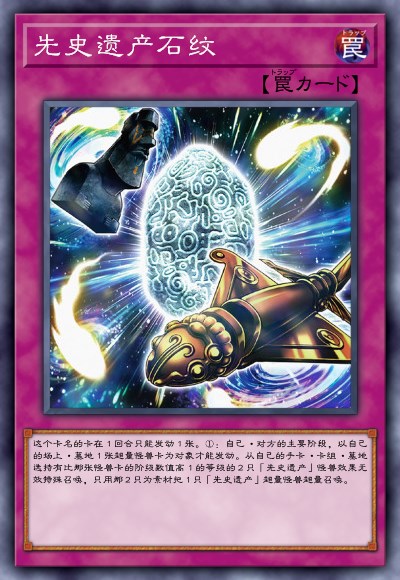 先史遗产石纹
トラップ
罠
トラップ
【罠カード】
这个卡名的卡在1回合只能发动1张。①：自己·对方的主要阶段，以自己
的场上·墓地1张超量怪兽卡为对象才能发动。从自己的手卡·卡组·墓地
选持有比那张怪兽卡的阶级数值高1的等级的2只「先史遗产」怪兽效果无
效特殊召唤，只用那2只为素材把1只「先史遗产」超量怪兽超量召唤。